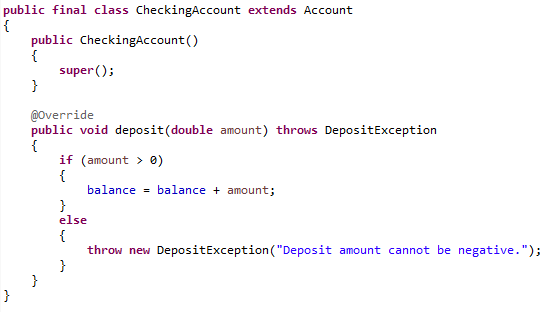 public final class CheckingAccount extends Account
{
    public CheckingAccount()
    {
        super();
    }

    @Override
    public void deposit(double amount) throws DepositException
    {
        if (amount > 0)
        {
            balance = balance + amount;
        }
        else
        {
            throw new DepositException("Deposit amount cannot be negative.");
        }
    }
}